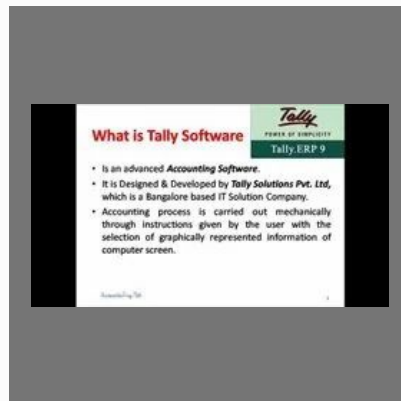 Tally
POWER OF SIMPLICITY
Tally.ERP 9
What is Tally Software
• Is an advanced Accounting Software.
• It is Designed & Developed by Tally Solutions Pvt. Ltd,
which is a Bangalore based IT Solution Company.
• Accounting process is carried out mechanically
through instructions given by the user with the
selection of graphically represented information of
computer screen.